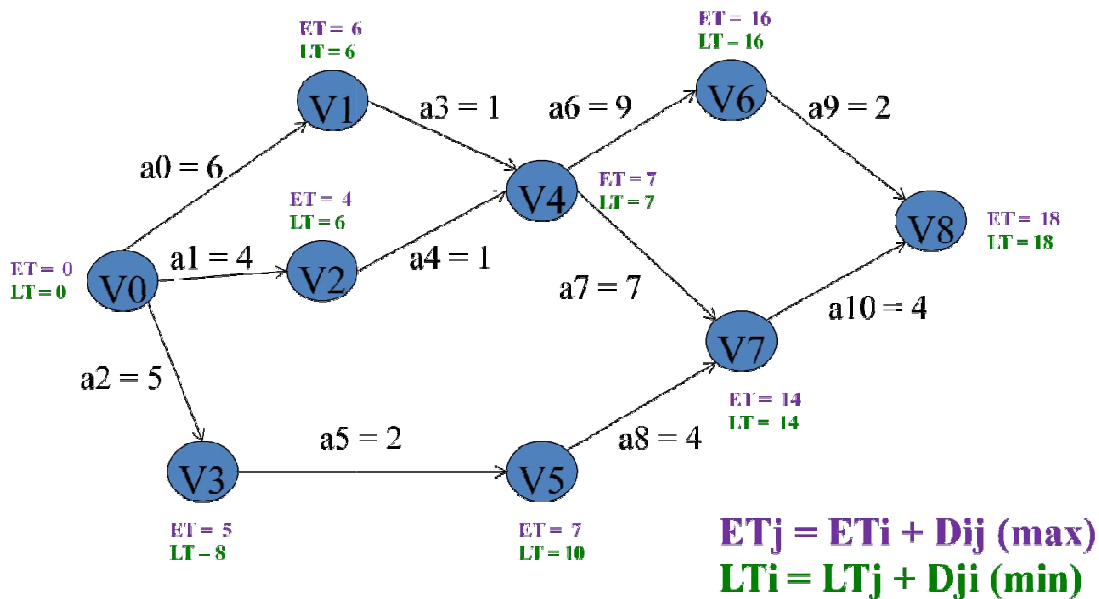 ET = 6
LT = 6
ET = 16
LT – 16
V1
V6
a3 = 1
a6 = 9
a9 = 2
a0 = 6
V4
ET = 7
LT = 7
ET = 4
LT = 6
V8
ET = 18
LT = 18
ET = 0
LT = 0
V0
a1 = 4
V2
a4 = 1
a7 = 7
a10 = 4
V7
a2 = 5
ET = 14
LT = 14
a5 = 2
a8 = 4
V3
V5
ET = 5
LT – 8
ET = 7
LT = 10
ETj = ETi + Dij (max)
LTi = LTj + Dji (min)